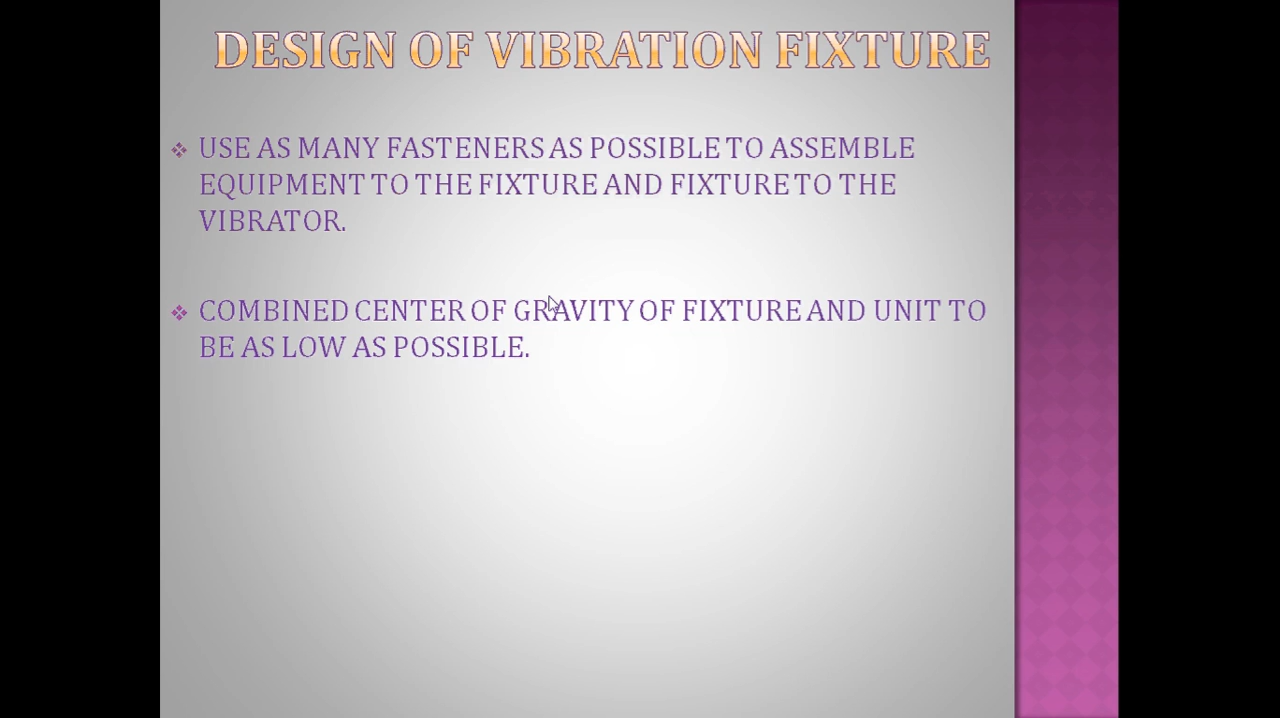 DESIGN OF VIBRATION FIXTURE
USE AS MANY FASTENERS AS POSSIBLE TO ASSEMBLE
EQUIPMENT TO THE FIXTURE AND FIXTURE TO THE
VIBRATOR.
COMBINED CENTER OF GRAVITY OF FIXTURE AND UNIT TO
BE AS LOW AS POSSIBLE.